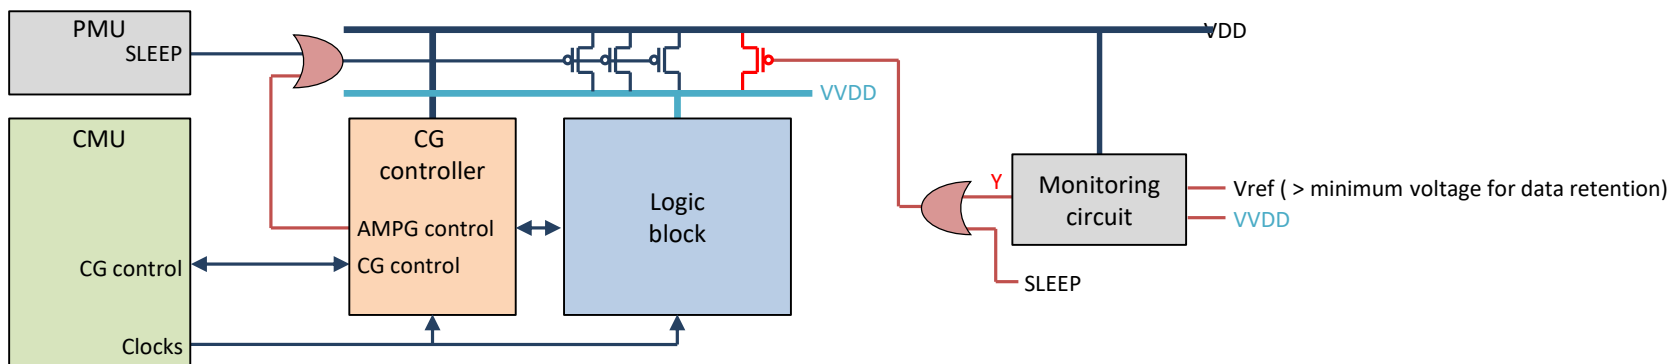 PMU
SLEEP
VDD
VVDD
CMU
CG
controller
AMPG control
CG control
CG control
Clocks
Logic
block
Y
Monitoring
circuit
Vref ( > minimum voltage for data retention)
VVDD
SLEEP